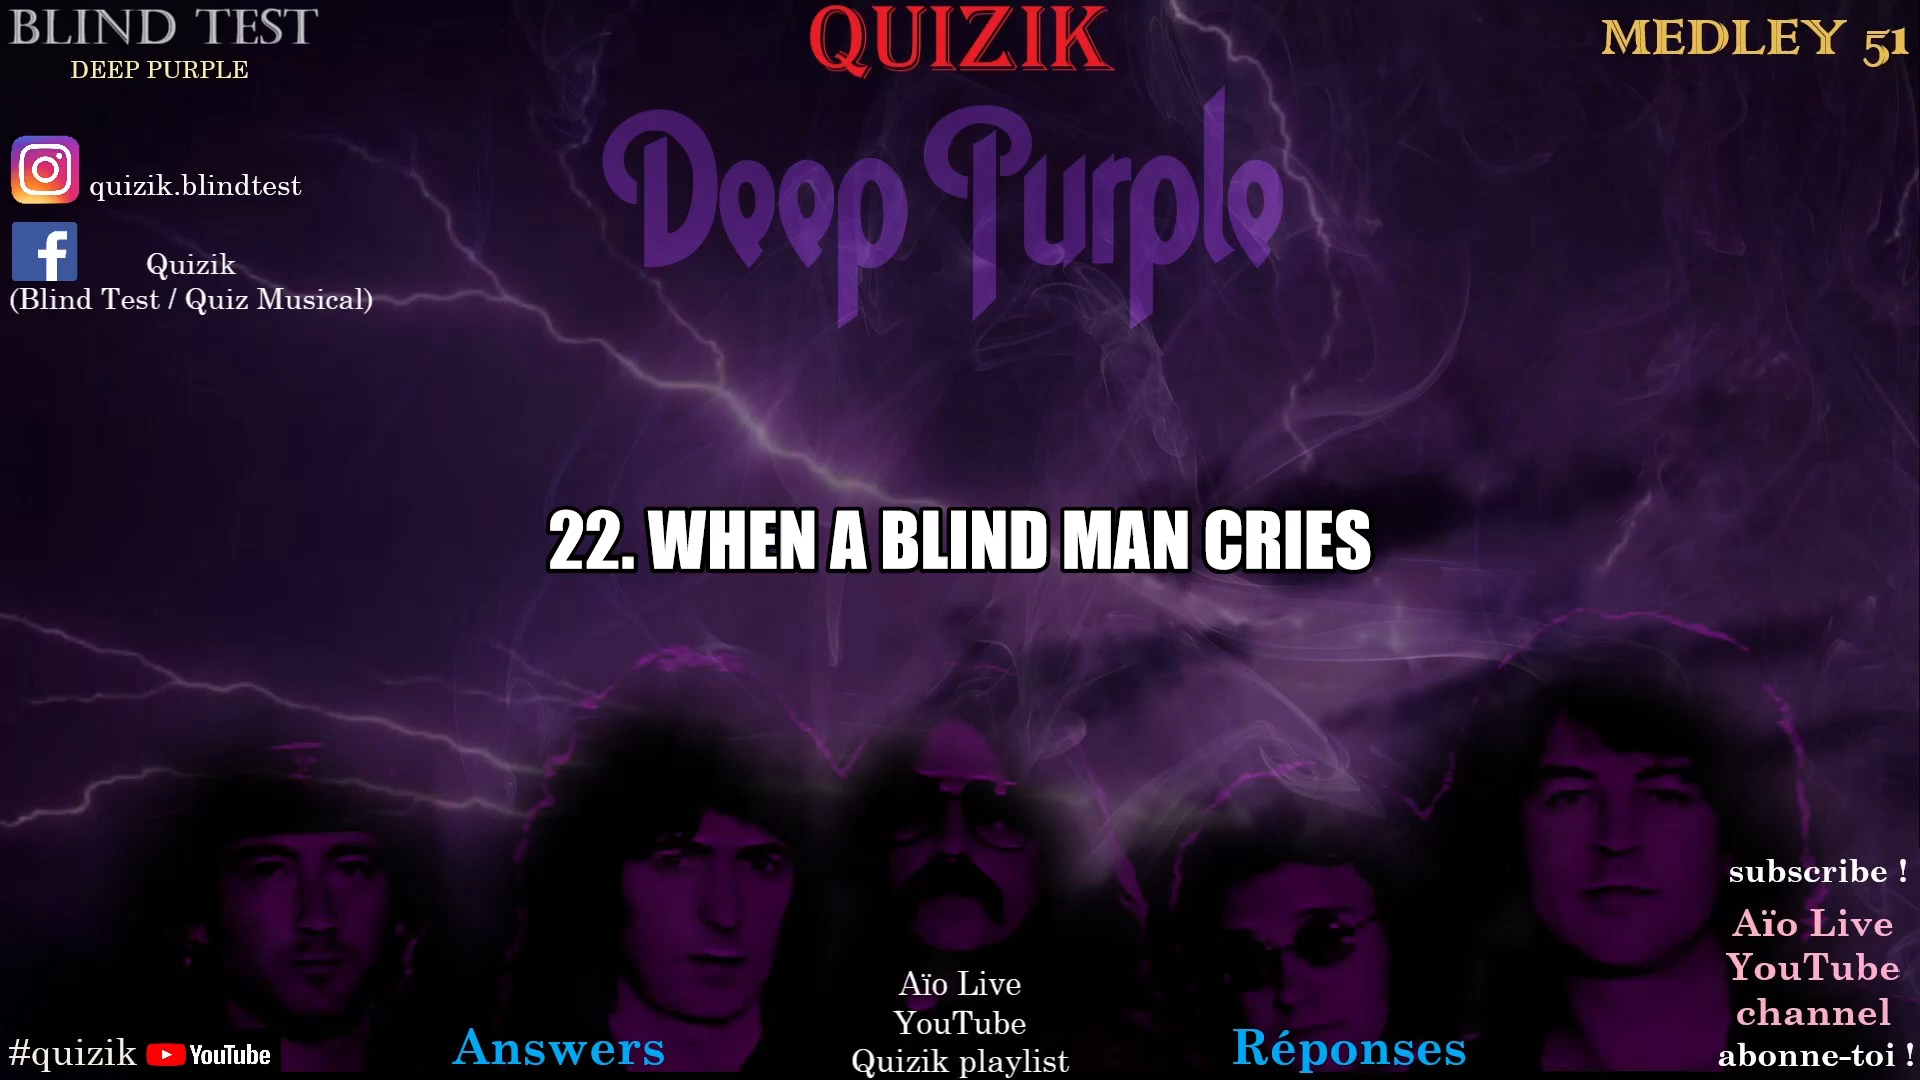 BLIND TEST
DEEP PURPLE
QUIZIK
MEDLEY 51
Deep Purple
quizik.blindtest
Quizik
(Blind Test / Quiz Musical)
22. WHEN A BLIND MAN CRIES
subscribe !
Aïo Live
YouTube
channel
abonne-toi !
Aïo Live
YouTube
Quizik playlist
#quizik YouTube
Answers
Réponses